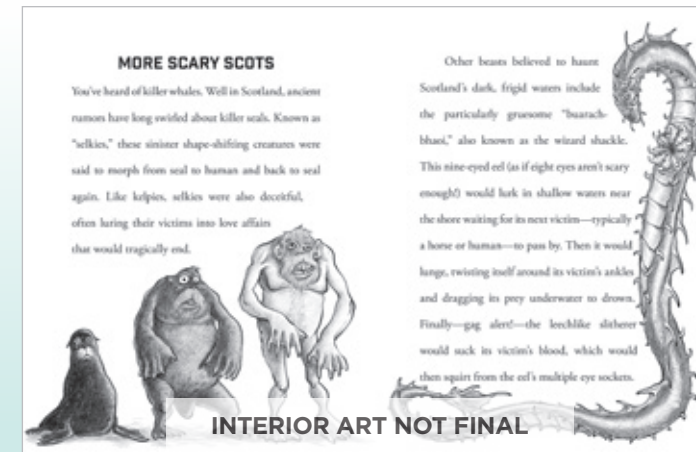 MORE SCARY SCOTS
You've heard of killer whales. Well in Scotland, ancient
rumors have long swirled about killer seals. Known as
"selkies," these sinister shape-shifting creatures were
said to morph from seal to human and back to seal
again. Like kelpies, selkies were also deceitful,
often luring their victims into love affairs
that would tragically end.
Other beasts believed to haunt
Scotland's dark, frigid waters include
the particularly gruesome "buarach-
bhaoi," also known as the wizard shackle.
This nine-eyed eel (as if eight eyes aren't scary
enough!) would lurk in shallow waters near
the shore waiting for its next victim—typically
a horse or human—to pass by. Then it would
lunge, twisting itself around its victim's ankles
and dragging its prey underwater to drown.
Finally—gag alert!—the leechlike slitherer
would suck its victim's blood, which would
then squirt from the eel's multiple eye sockets.
INTERIOR ART NOT FINAL